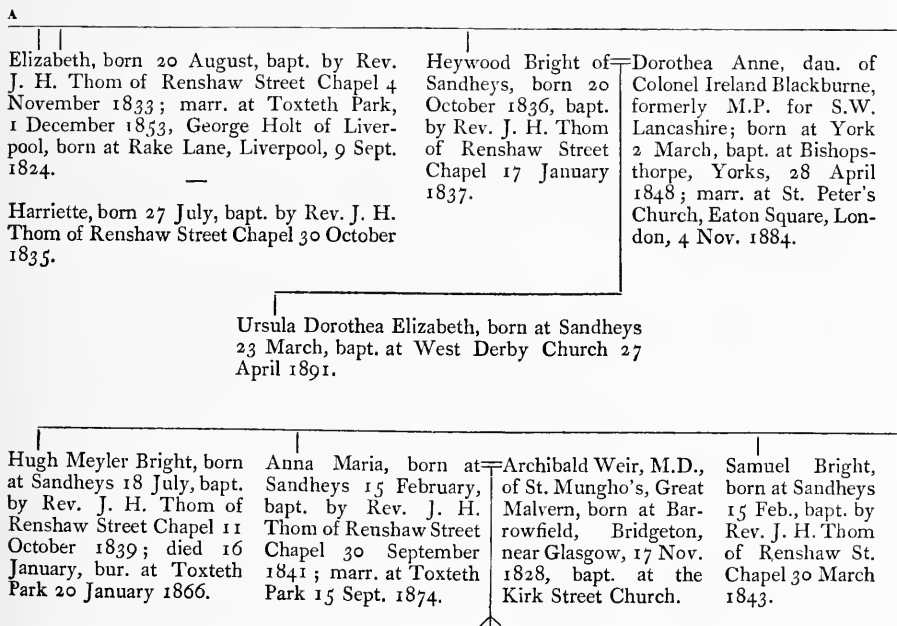 A
Elizabeth, born 20 August, bapt. by Rev.
J. H. Thom of Renshaw Street Chapel 4
November 1833; marr. at Toxteth Park,
1 December 1853, George Holt of Liver-
pool, born at Rake Lane, Liverpool, 9 Sept.
1824.
Harriette, born 27 July, bapt. by Rev. J. H.
Thom of Renshaw Street Chapel 30 October
1835.
Heywood Bright of
Sandheys, born 20
October 1836, bapt.
by Rev. J. H. Thom
of Renshaw Street
Chapel 17 January
1837.
Dorothea Anne, dau. of
Colonel Ireland Blackburne,
formerly M.P. for S.W.
Lancashire; born at York
2 March, bapt. at Bishops-
thorpe, Yorks, 28 April
1848; marr. at St. Peter's
Church, Eaton Square, Lon-
don, 4 Nov. 1884.
Ursula Dorothea Elizabeth, born at Sandheys
23 March, bapt. at West Derby Church 27
April 1891.
Hugh Meyler Bright, born
at Sandheys 18 July, bapt.
by Rev. J. H. Thom of
Renshaw Street Chapel 11
October 1839; died 16
January, bur. at Toxteth
Park 20 January 1866.
Anna Maria, born at
Sandheys 15 February,
bapt. by Rev. J. H.
Thom of Renshaw Street
Chapel 30 September
1841; marr. at Toxteth
Park 15 Sept. 1874.
Archibald Weir, M.D.,
of St. Mungho's, Great
Malvern, born at Bar-
rowfield, Bridgeton,
near Glasgow, 17 Nov.
1828, bapt. at the
Kirk Street Church.
Samuel Bright,
born at Sandheys
15 Feb., bapt. by
Rev. J. H. Thom
of Renshaw St.
Chapel 30 March
1843.